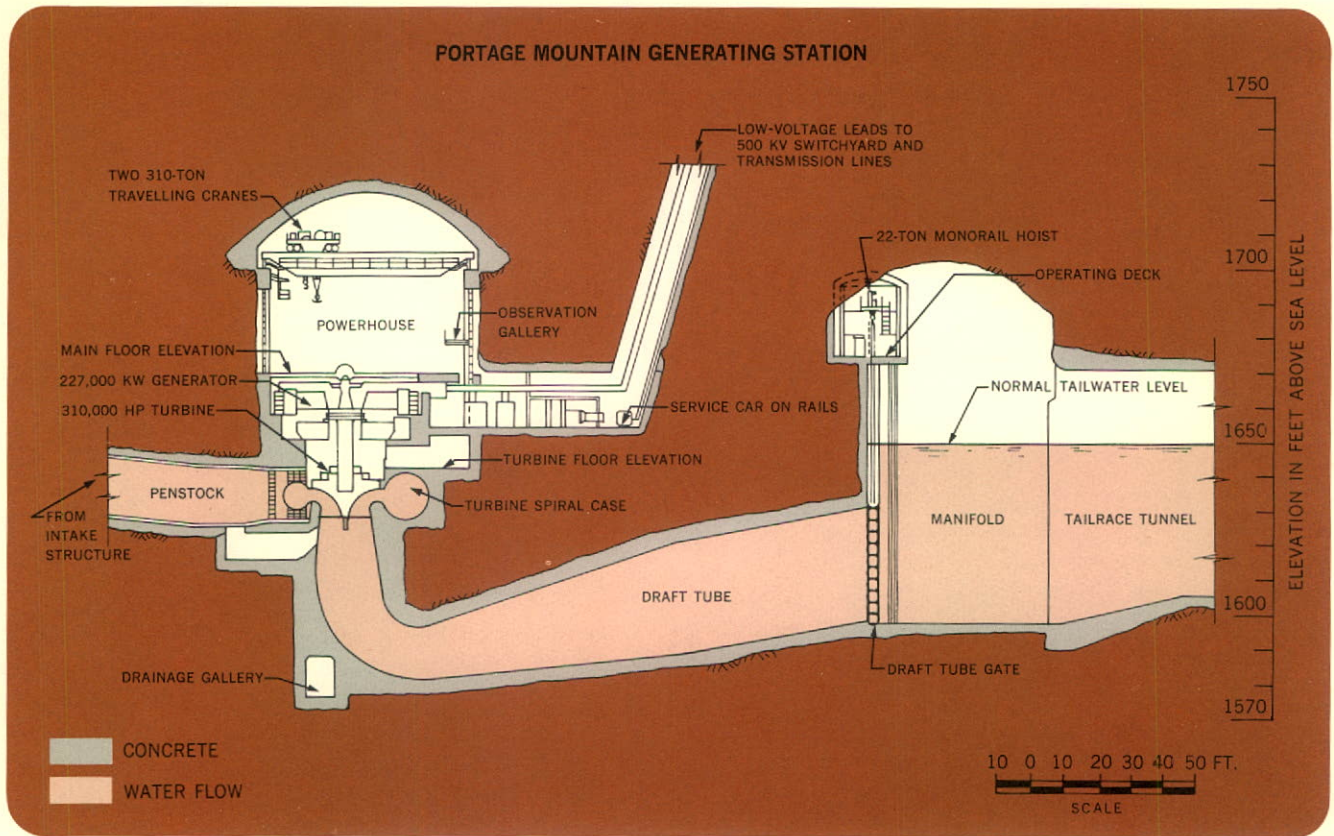 PORTAGE MOUNTAIN GENERATING STATION
1750
LOW-VOLTAGE LEADS TO
500 KV SWITCHYARD AND
TRANSMISSION LINES
TWO 310-TON
TRAVELLING CRANES
22-TON MONORAIL HOIST
1700
OPERATING DECK
OBSERVATION
GALLERY
POWERHOUSE
MAIN FLOOR ELEVATION
227,000 KW GENERATOR
310,000 HP TURBINE
NORMAL TAILWATER LEVEL
SERVICE CAR ON RAILS
1650
ELEVATION IN FEET ABOVE SEA LEVEL
TURBINE FLOOR ELEVATION
PENSTOCK
TURBINE SPIRAL CASE
FROM
INTAKE
STRUCTURE
MANIFOLD
TAILRACE TUNNEL
DRAFT TUBE
1600
DRAFT TUBE GATE
DRAINAGE GALLERY
1570
CONCRETE
WATER FLOW
10 0 10 20 30 40 50 FT.
SCALE